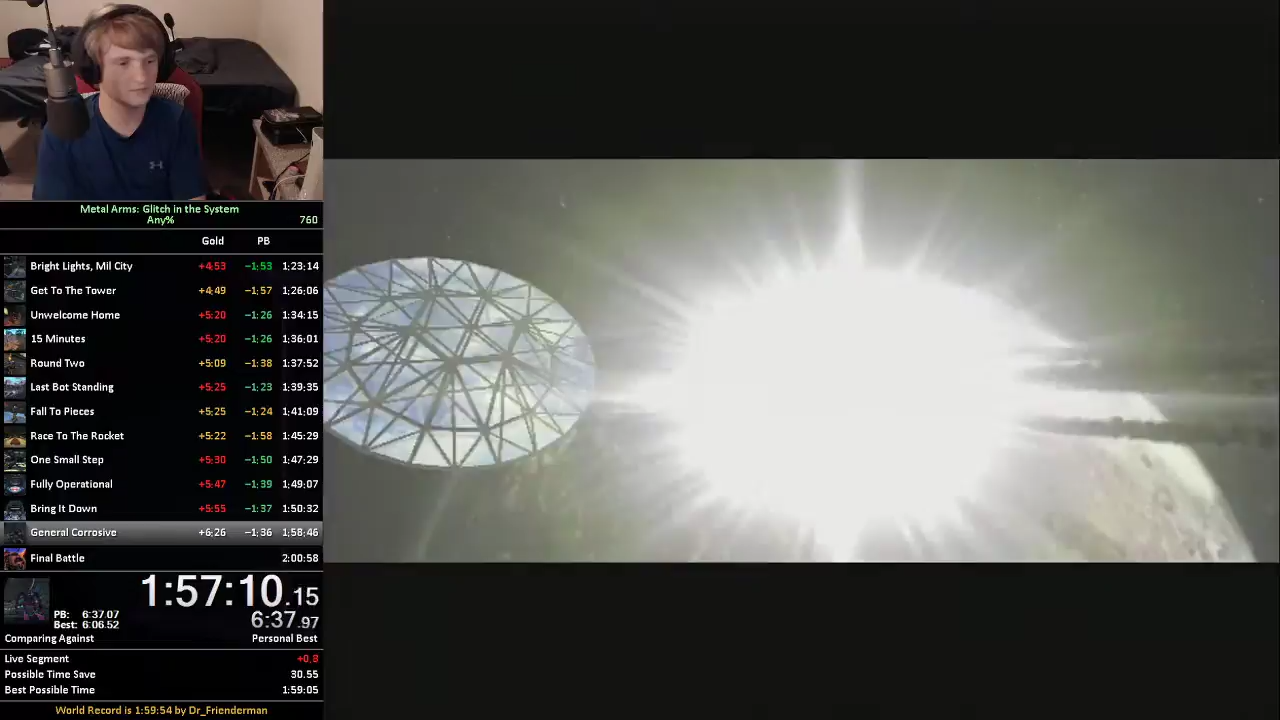 Metal Arms: Glitch in the System
Any% 760
Gold PB
Bright Lights, Mil City +4:53 −1:53 1:23:14
Get To The Tower +4:49 −1:57 1:26:06
Unwelcome Home +5:20 −1:26 1:34:15
15 Minutes +5:20 −1:26 1:36:01
Round Two +5:09 −1:38 1:37:52
Last Bot Standing +5:25 −1:23 1:39:35
Fall To Pieces +5:25 −1:24 1:41:09
Race To The Rocket +5:22 −1:58 1:45:29
One Small Step +5:30 −1:50 1:47:29
Fully Operational +5:47 −1:39 1:49:07
Bring It Down +5:55 −1:37 1:50:32
General Corrosive +6:26 −1:36 1:58:46
Final Battle 2:00:58
1:57:10.15
PB: 6:37.07
Best: 6:06.52
6:37.97
Comparing Against Personal Best
Live Segment +0.8
Possible Time Save 30.55
Best Possible Time 1:59:05
World Record is 1:59:54 by Dr_Frienderman